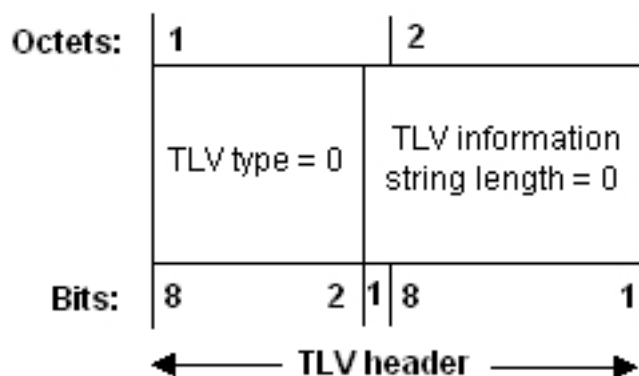 Octets: 1 2
TLV type = 0
TLV information
string length = 0
Bits: 8 2 1 8 1
TLV header